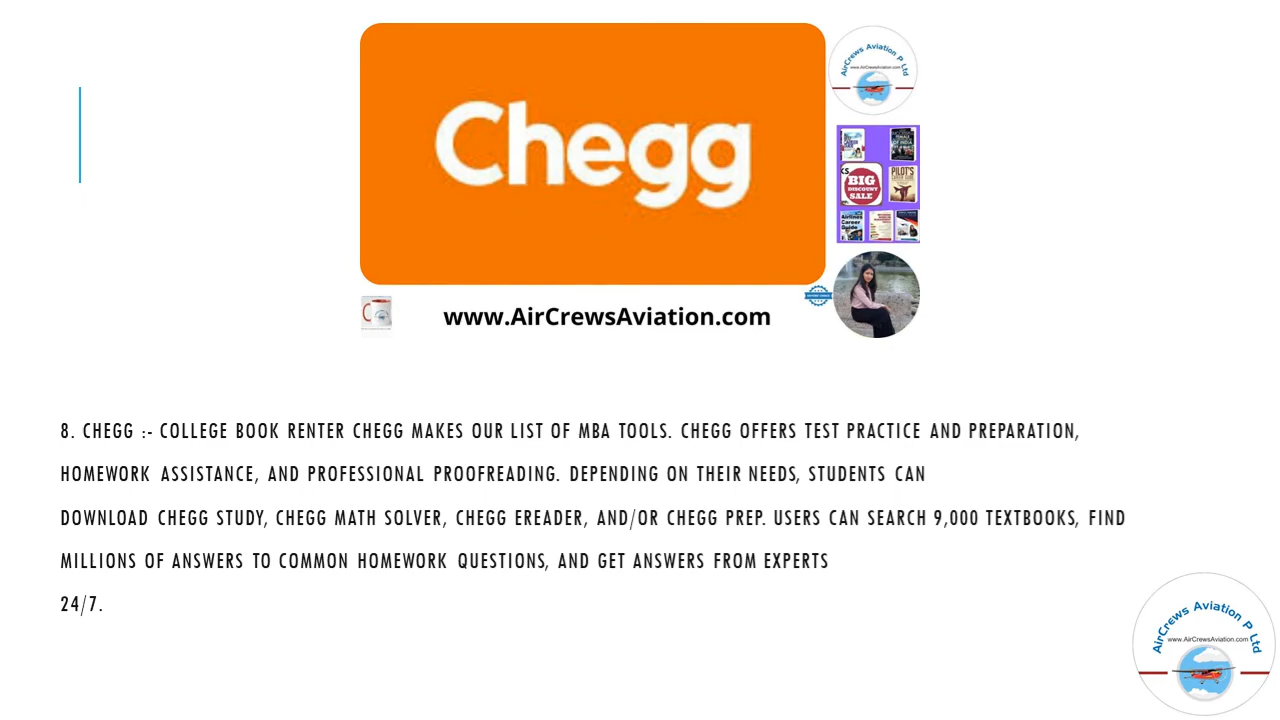 Chegg
AirCrews Aviation P Ltd
www.AirCrewsAviation.com
BIG
DISCOUNT
SALE
PILOT'S
Airlines
Career
Guide
www.AirCrewsAviation.com
8. CHEGG :- COLLEGE BOOK RENTER CHEGG MAKES OUR LIST OF MBA TOOLS. CHEGG OFFERS TEST PRACTICE AND PREPARATION,
HOMEWORK ASSISTANCE, AND PROFESSIONAL PROOFREADING. DEPENDING ON THEIR NEEDS, STUDENTS CAN
DOWNLOAD CHEGG STUDY, CHEGG MATH SOLVER, CHEGG EREADER, AND/OR CHEGG PREP. USERS CAN SEARCH 9,000 TEXTBOOKS, FIND
MILLIONS OF ANSWERS TO COMMON HOMEWORK QUESTIONS, AND GET ANSWERS FROM EXPERTS
24/7.
AirCrews Aviation P Ltd
www.AirCrewsAviation.com